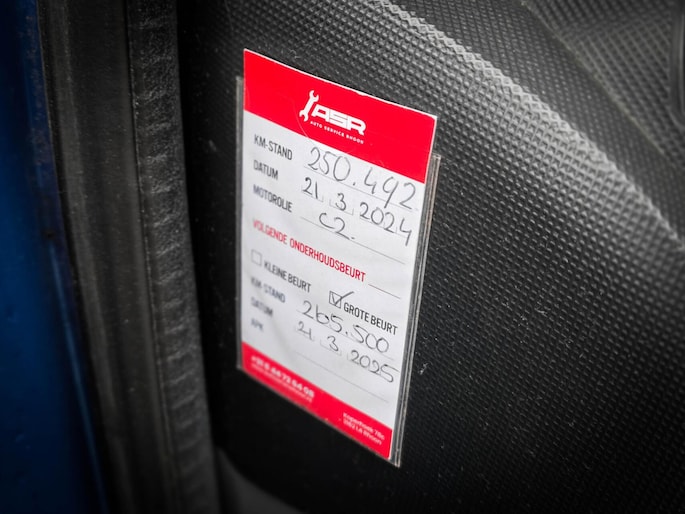 ASR
AUTO SERVICE RHOON
KM-STAND 250.492
DATUM 21.3.2024
MOTOROLIE C2.
VOLGENDE ONDERHOUDSBEURT
KLEINE BEURT GROTE BEURT
KM-STAND 265.500
DATUM 21.3.2025
APK